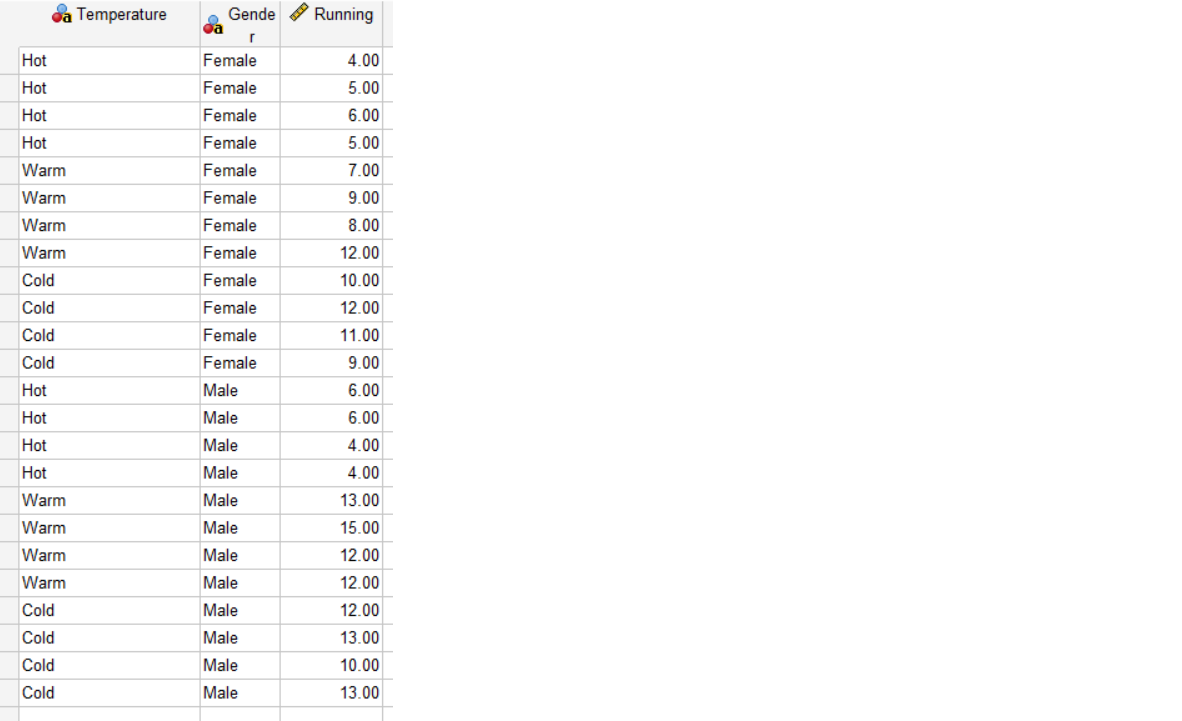 Temperature Gender Running
Hot Female 4.00
Hot Female 5.00
Hot Female 6.00
Hot Female 5.00
Warm Female 7.00
Warm Female 9.00
Warm Female 8.00
Warm Female 12.00
Cold Female 10.00
Cold Female 12.00
Cold Female 11.00
Cold Female 9.00
Hot Male 6.00
Hot Male 6.00
Hot Male 4.00
Hot Male 4.00
Warm Male 13.00
Warm Male 15.00
Warm Male 12.00
Warm Male 12.00
Cold Male 12.00
Cold Male 13.00
Cold Male 10.00
Cold Male 13.00